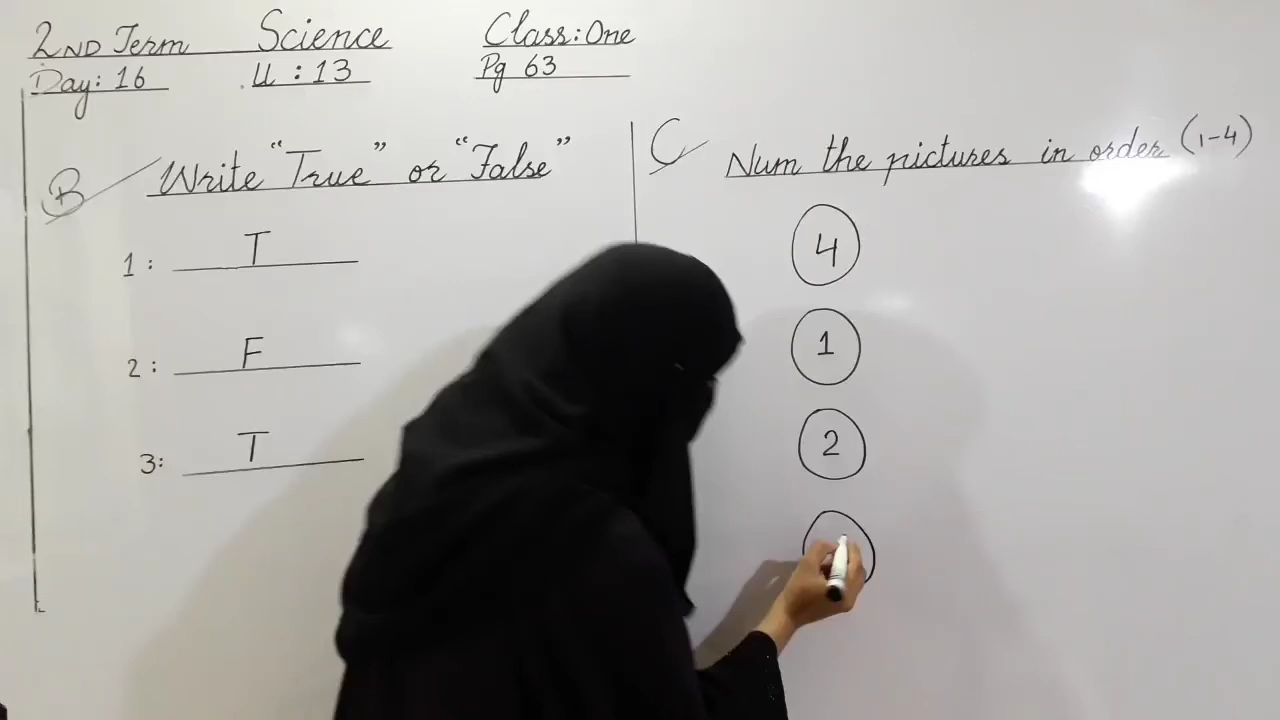 2ND Term Science Class: One
Day: 16 U : 13 Pg 63
B Write "True" or "False"
1: T
2: F
3: T
C Num the pictures in order (1-4)
4
1
2